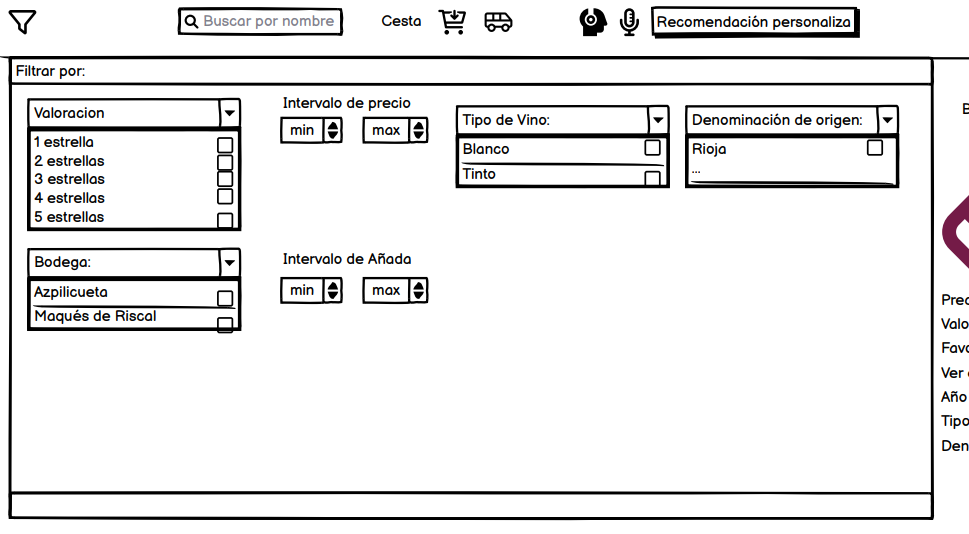 Buscar por nombre
Cesta
Recomendación personaliza
Filtrar por:
Valoracion
1 estrella
2 estrellas
3 estrellas
4 estrellas
5 estrellas
Intervalo de precio
min
max
Tipo de Vino:
Blanco
Tinto
Denominación de origen:
Rioja
...
Bodega:
Azpilicueta
Maqués de Riscal
Intervalo de Añada
min
max
B
Prec
Valo
Favo
Ver
Año
Tipo
Den